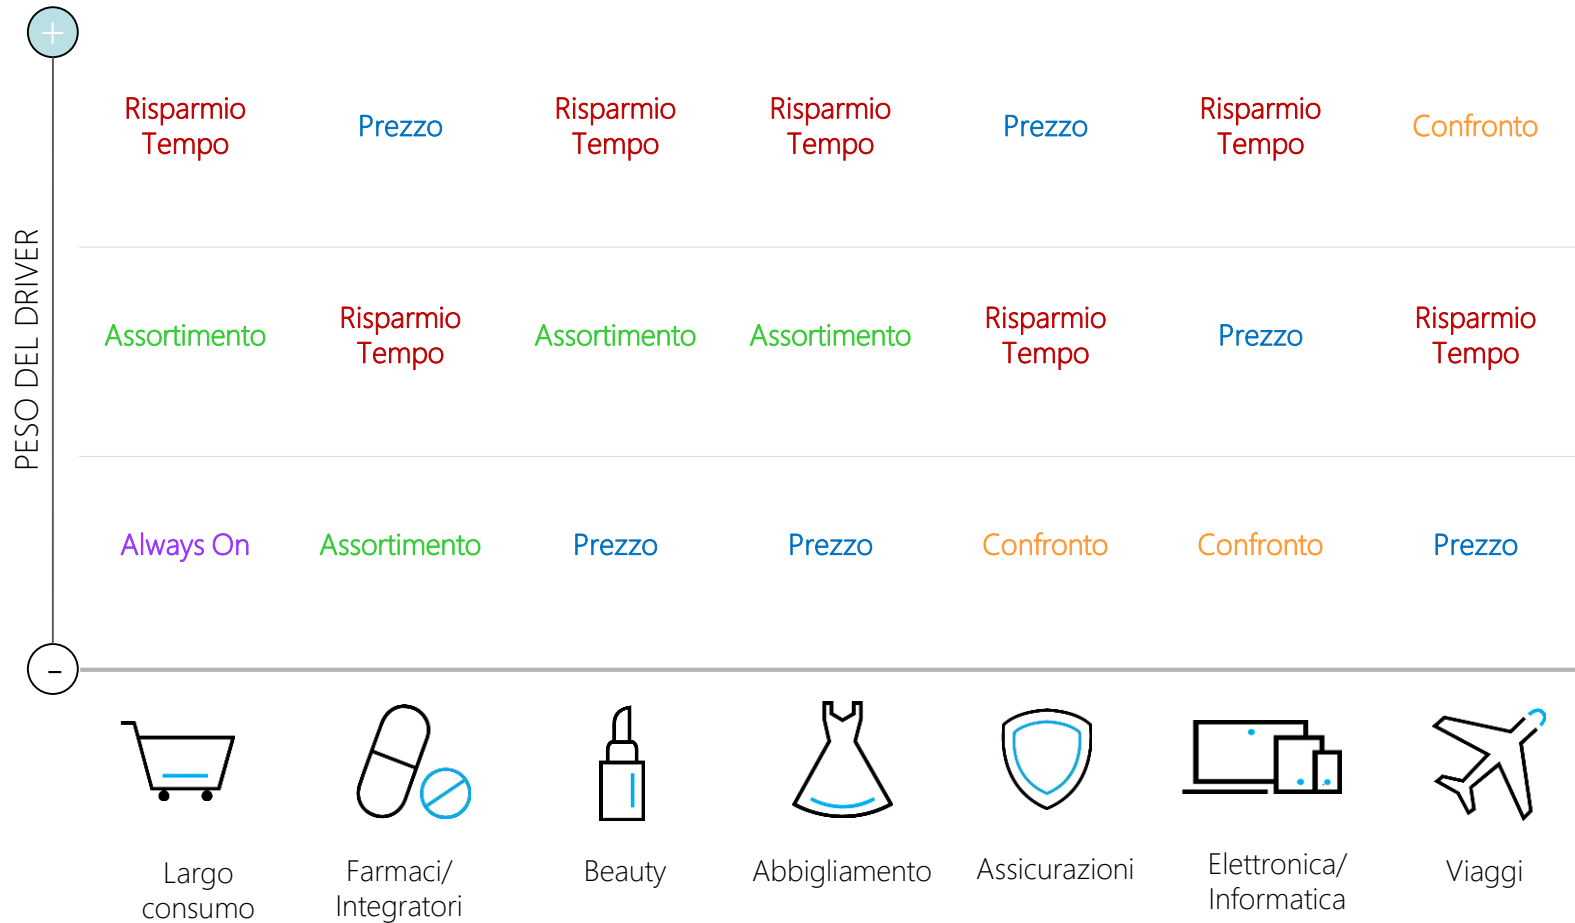 +
PESO DEL DRIVER
Risparmio
Tempo
Prezzo
Risparmio
Tempo
Risparmio
Tempo
Prezzo
Risparmio
Tempo
Confronto
Assortimento
Risparmio
Tempo
Assortimento
Assortimento
Risparmio
Tempo
Prezzo
Risparmio
Tempo
Always On
Assortimento
Prezzo
Prezzo
Confronto
Confronto
Prezzo
-
Largo
consumo
Farmaci/
Integratori
Beauty
Abbigliamento
Assicurazioni
Elettronica/
Informatica
Viaggi